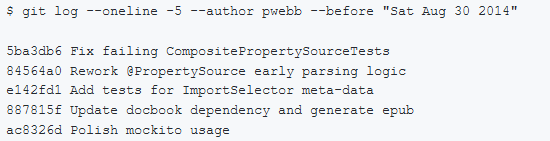 $ git log --oneline -5 --author pwebb --before "Sat Aug 30 2014"
5ba3db6 Fix failing CompositePropertySourceTests
84564a0 Rework @PropertySource early parsing logic
e142fd1 Add tests for ImportSelector meta-data
887815f Update docbook dependency and generate epub
ac8326d Polish mockito usage